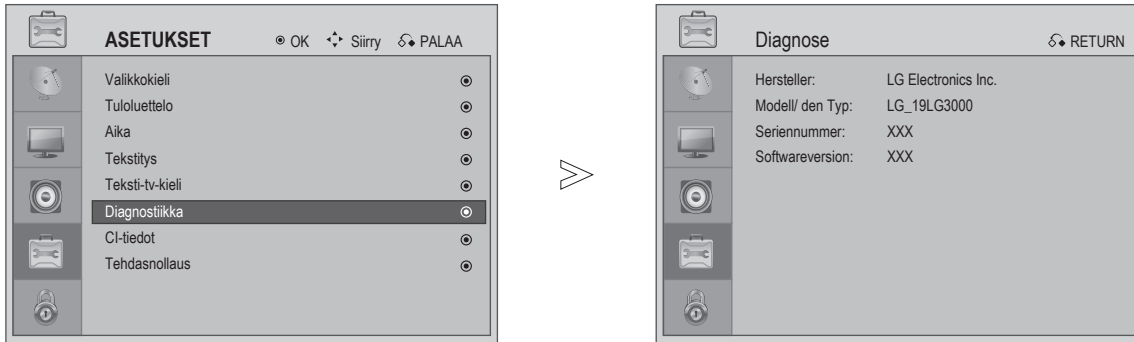 ASETUKSET OK Siirry PALAA
Valikkokieli
Tuloluettelo
Aika
Tekstitys
Teksti-tv-kieli
Diagnostiikka
CI-tiedot
Tehdasnollaus
Diagnose RETURN
Hersteller: LG Electronics Inc.
Modell/ den Typ: LG_19LG3000
Seriennummer: XXX
Softwareversion: XXX